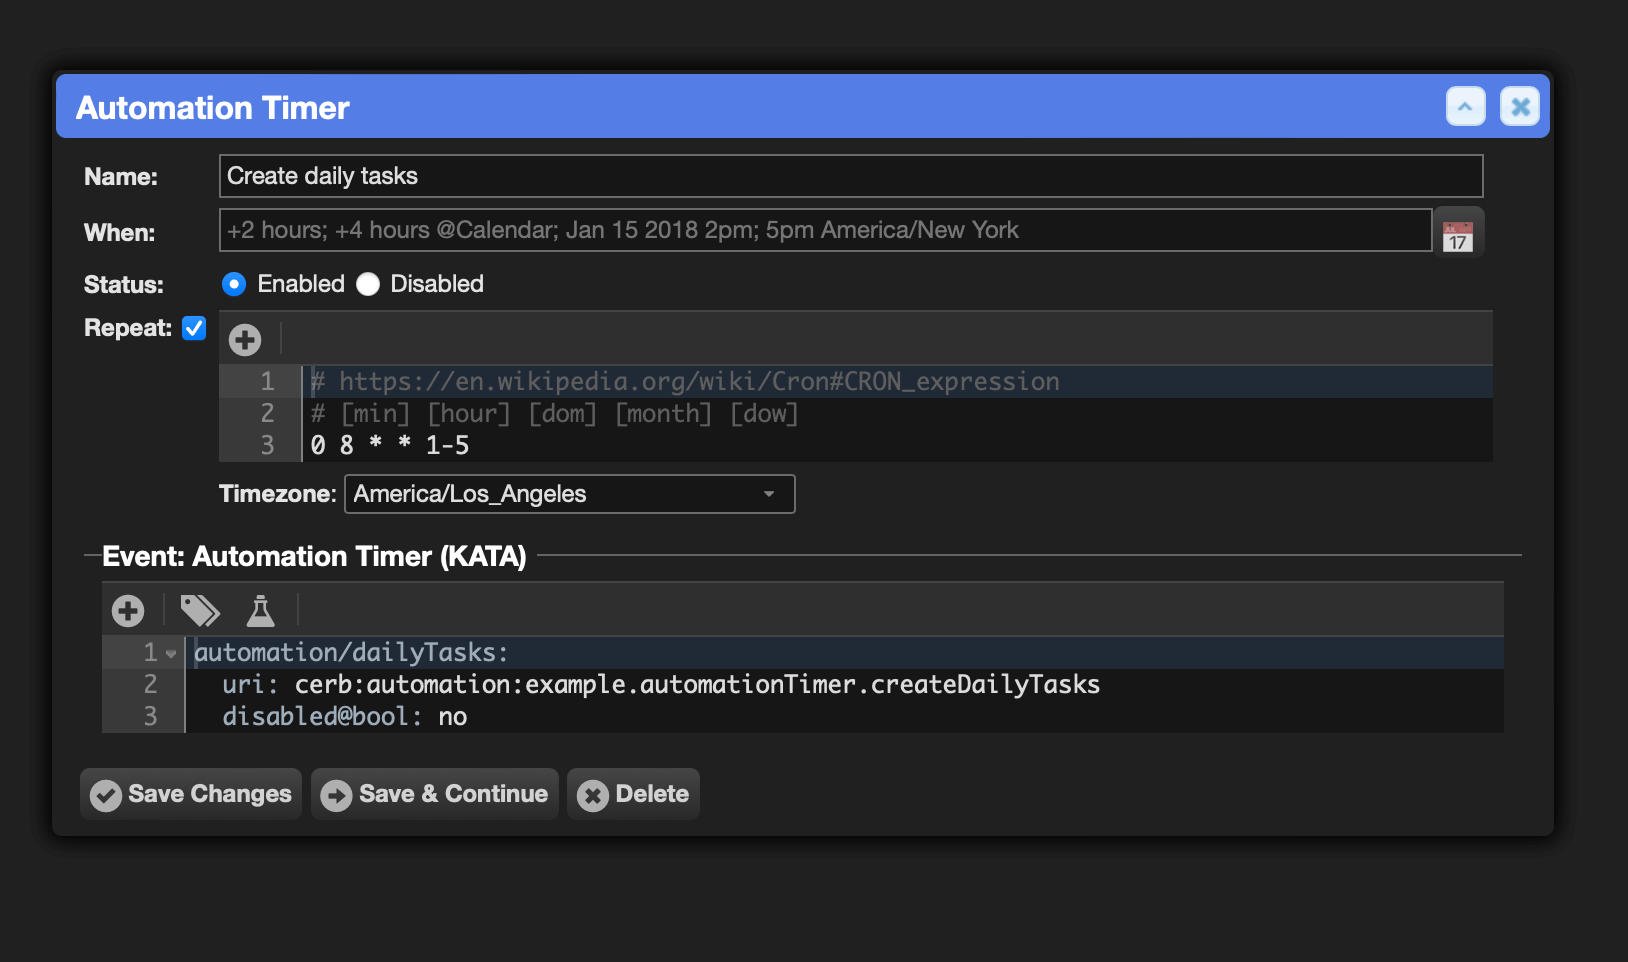 Automation Timer
Name: Create daily tasks
When: +2 hours; +4 hours @Calendar; Jan 15 2018 2pm; 5pm America/New York
JUL 17
Status: Enabled Disabled
Repeat:
1 # https://en.wikipedia.org/wiki/Cron#CRON_expression
2 # [min] [hour] [dom] [month] [dow]
3 0 8 * * 1-5
Timezone: America/Los_Angeles
Event: Automation Timer (KATA)
1 automation/dailyTasks:
2 uri: cerb:automation:example.automationTimer.createDailyTasks
3 disabled@bool: no
Save Changes Save & Continue Delete